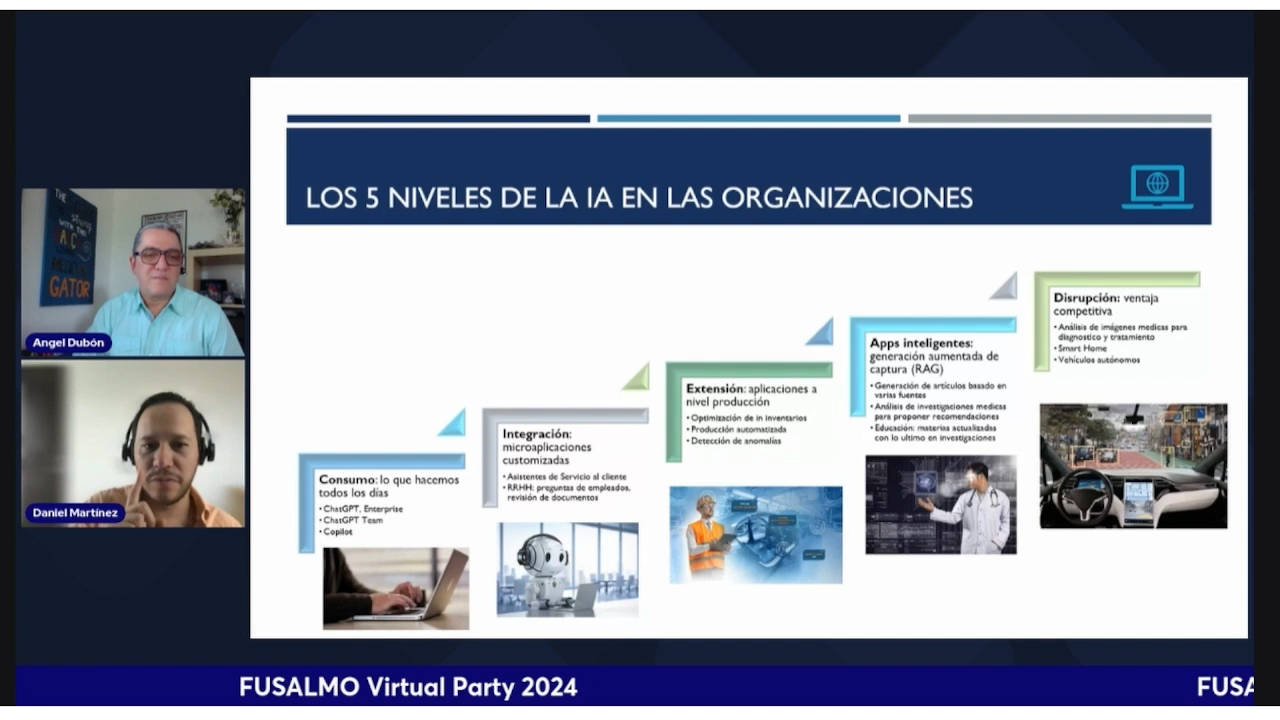 LOS 5 NIVELES DE LA IA EN LAS ORGANIZACIONES
Consumo: lo que hacemos
todos los días
• ChatGPT, Enterprise
• ChatGPT Team
• Copilot
Integración:
microaplicaciones
customizadas
• Asistentes de Servicio al cliente
• RRHH: preguntas de empleados,
revisión de documentos
Extensión: aplicaciones a
nivel producción
• Optimización de in inventarios
• Producción automatizada
• Detección de anomalías
Apps inteligentes:
generación aumentada de
captura (RAG)
• Generación de artículos basado en
varias fuentes
• Análisis de investigaciones medicas
para proponer recomendaciones
• Educación: materias actualizadas
con lo ultimo en investigaciones
Disrupción: ventaja
competitiva
• Análisis de imágenes medicas para
diagnostico y tratamiento
• Smart Home
• Vehículos autónomos
THE
WITH THE
GATOR
Angel Dubón
Daniel Martínez
FUSALMO Virtual Party 2024
FUSA